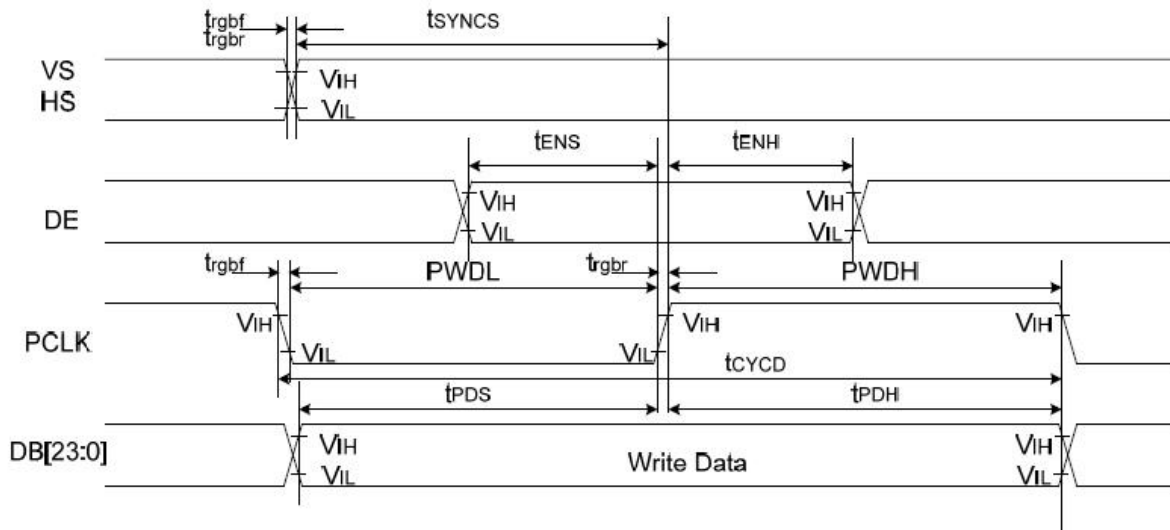 trgbf
trgbr
tSYNCS
VS
HS
VIH
VIL
tENS
tENH
DE
VIH
VIL
VIH
VIL
trgbf
PWDL
trgbr
PWDH
PCLK
VIH
VIL
VIL
VIH
VIH
tCYCD
tPDS
tPDH
DB[23:0]
VIH
VIL
Write Data
VIH
VIL